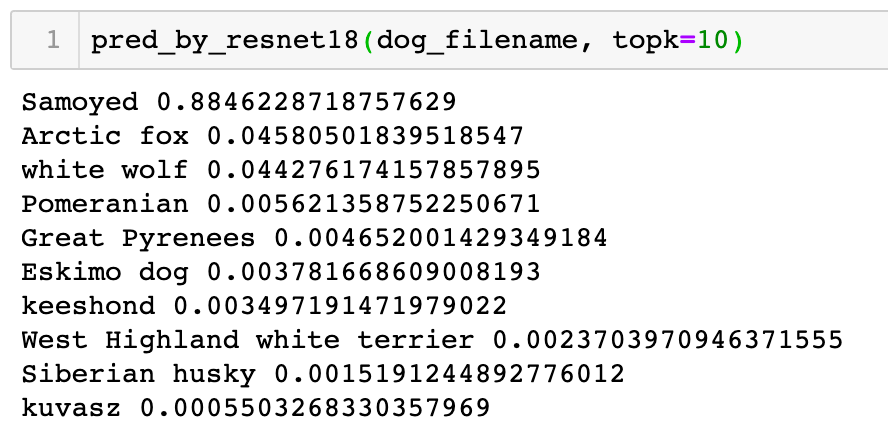 1 pred_by_resnet18(dog_filename, topk=10)
Samoyed 0.8846228718757629
Arctic fox 0.04580501839518547
white wolf 0.044276174157857895
Pomeranian 0.005621358752250671
Great Pyrenees 0.004652001429349184
Eskimo dog 0.003781668609008193
keeshond 0.003497191471979022
West Highland white terrier 0.0023703970946371555
Siberian husky 0.0015191244892776012
kuvasz 0.0005503268330357969